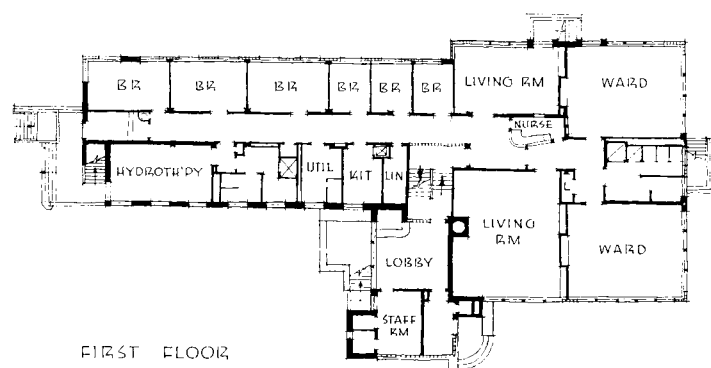 LIVING RM
WARD
BR BR BR BR BR BR
NURSE
HYDROTH'PY
UTIL
KIT
LIN
LIVING
RM
WARD
LOBBY
STAFF
RM
FIRST FLOOR